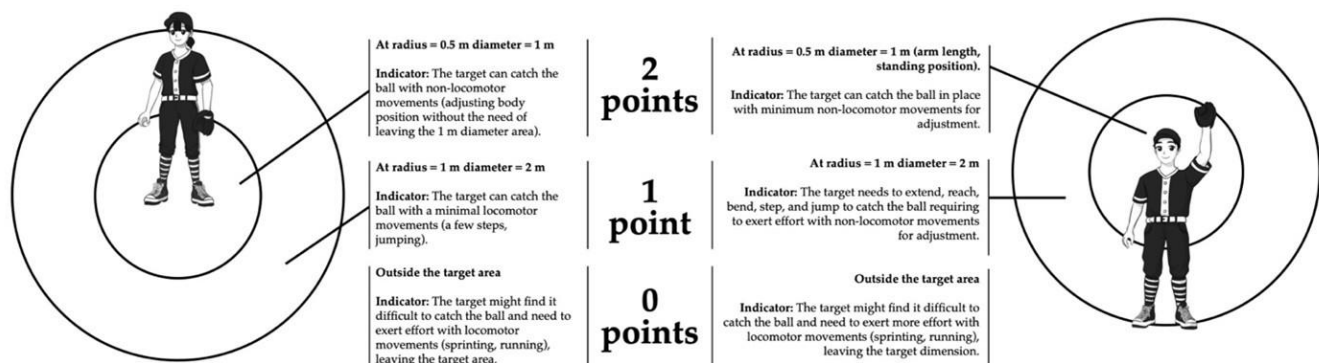 At radius = 0.5 m diameter = 1 m
Indicator: The target can catch the
ball with non-locomotor
movements (adjusting body
position without the need of
leaving the 1 m diameter area).
2
points
At radius = 0.5 m diameter = 1 m (arm length,
standing position).
Indicator: The target can catch the ball in place
with minimum non-locomotor movements for
adjustment.
At radius = 1 m diameter = 2 m
Indicator: The target can catch the
ball with a minimal locomotor
movements (a few steps,
jumping).
1
point
At radius = 1 m diameter = 2 m
Indicator: The target needs to extend, reach,
bend, step, and jump to catch the ball requiring
to exert effort with non-locomotor movements
for adjustment.
Outside the target area
Indicator: The target might find it
difficult to catch the ball and need to
exert effort with locomotor
movements (sprinting, running),
leaving the target area.
0
points
Outside the target area
Indicator: The target might find it difficult to
catch the ball and need to exert more effort with
locomotor movements (sprinting, running),
leaving the target dimension.